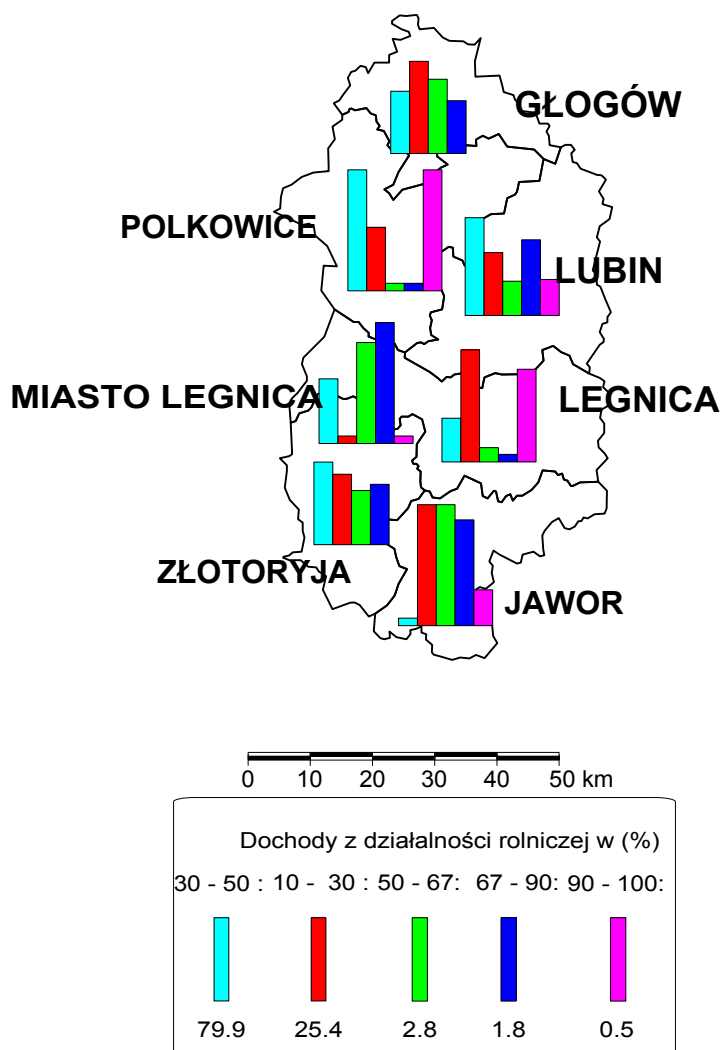 GŁOGÓW
POLKOWICE
LUBIN
MIASTO LEGNICA
LEGNICA
ZŁOTORYJA
JAWOR
0 10 20 30 40 50 km
Dochody z działalności rolniczej w (%)
30 - 50 : 10 - 30 : 50 - 67: 67 - 90: 90 - 100:
79.9 25.4 2.8 1.8 0.5